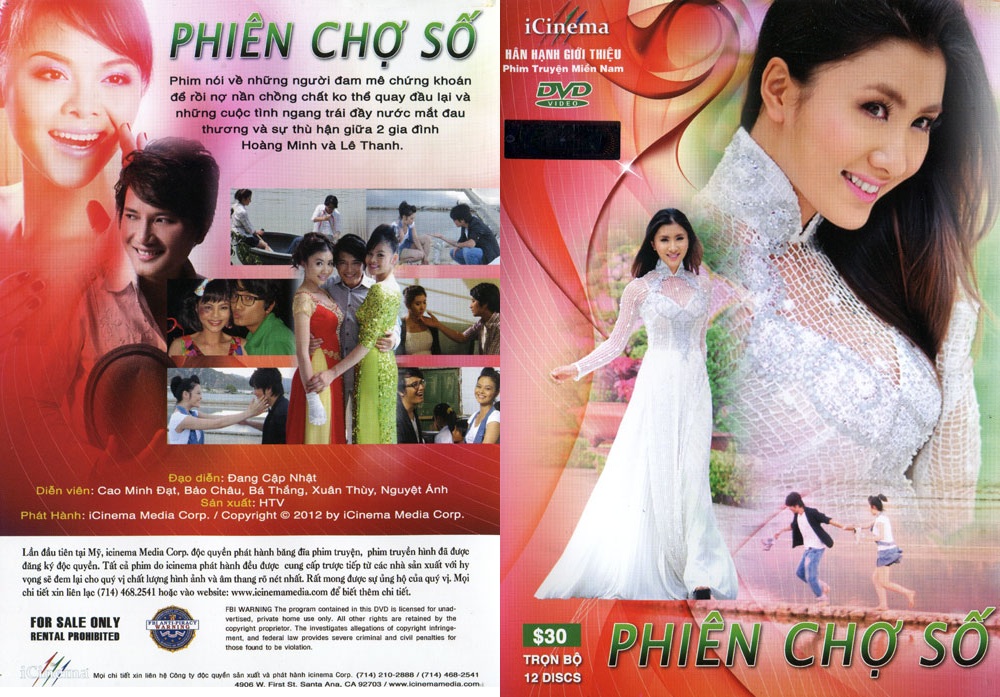 PHIÊN CHỢ SỐ
Phim nói về những người đam mê chứng khoán
để rồi nợ nần chồng chất ko thể quay đầu lại và
những cuộc tình ngang trái đầy nước mắt đau
thương và sự thù hận giữa 2 gia đình
Hoàng Minh và Lê Thanh.
Đạo diễn: Đang Cập Nhật
Diễn viên: Cao Minh Đạt, Bảo Châu, Bá Thắng, Xuân Thùy, Nguyệt Ánh
Sản xuất: HTV
Phát Hành: iCinema Media Corp. / Copyright © 2012 by iCinema Media Corp.
Lần đầu tiên tại Mỹ, icinema Media Corp. độc quyền phát hành băng đĩa phim truyện, phim truyền hình đã được
đăng ký độc quyền. Tất cả phim do icinema phát hành đều được cung cấp trược tiếp từ các nhà sản xuất với hy
vọng sẽ đem lại cho quý vị chất lượng hình ảnh và âm thang rõ nét nhất. Rất mong được sự ủng hộ của quý vị. Mọi
chi tiết xin liên lạc (714) 468.2541 hoặc vào website: www.icinemamedia.com để biết thêm chi tiết.
FOR SALE ONLY
RENTAL PROHIBITED
FBI ANTI-PIRACY
WARNING
FBI WARNING The program contained in this DVD is licensed for unad-
vertised, private home use only. All other rights are retained by the
copyright proprietor. The investigates allegations of copyright infringe-
ment, and federal law provides severe criminal and civil penalties for
those found to be violation.
iCinema
Mọi chi tiết xin liên hệ Công ty độc quyền sản xuất và phát hành: (714) 210-2888 / (714) 468-2541
4906 W. First St. Santa Ana, CA 92703 / www.icinemamedia.com
iCinema
HÂN HẠNH GIỚI THIỆU
Phim Truyện Miền Nam
DVD
VIDEO
$30
TRỌN BỘ
12 DISCS
PHIÊN CHỢ SỐ